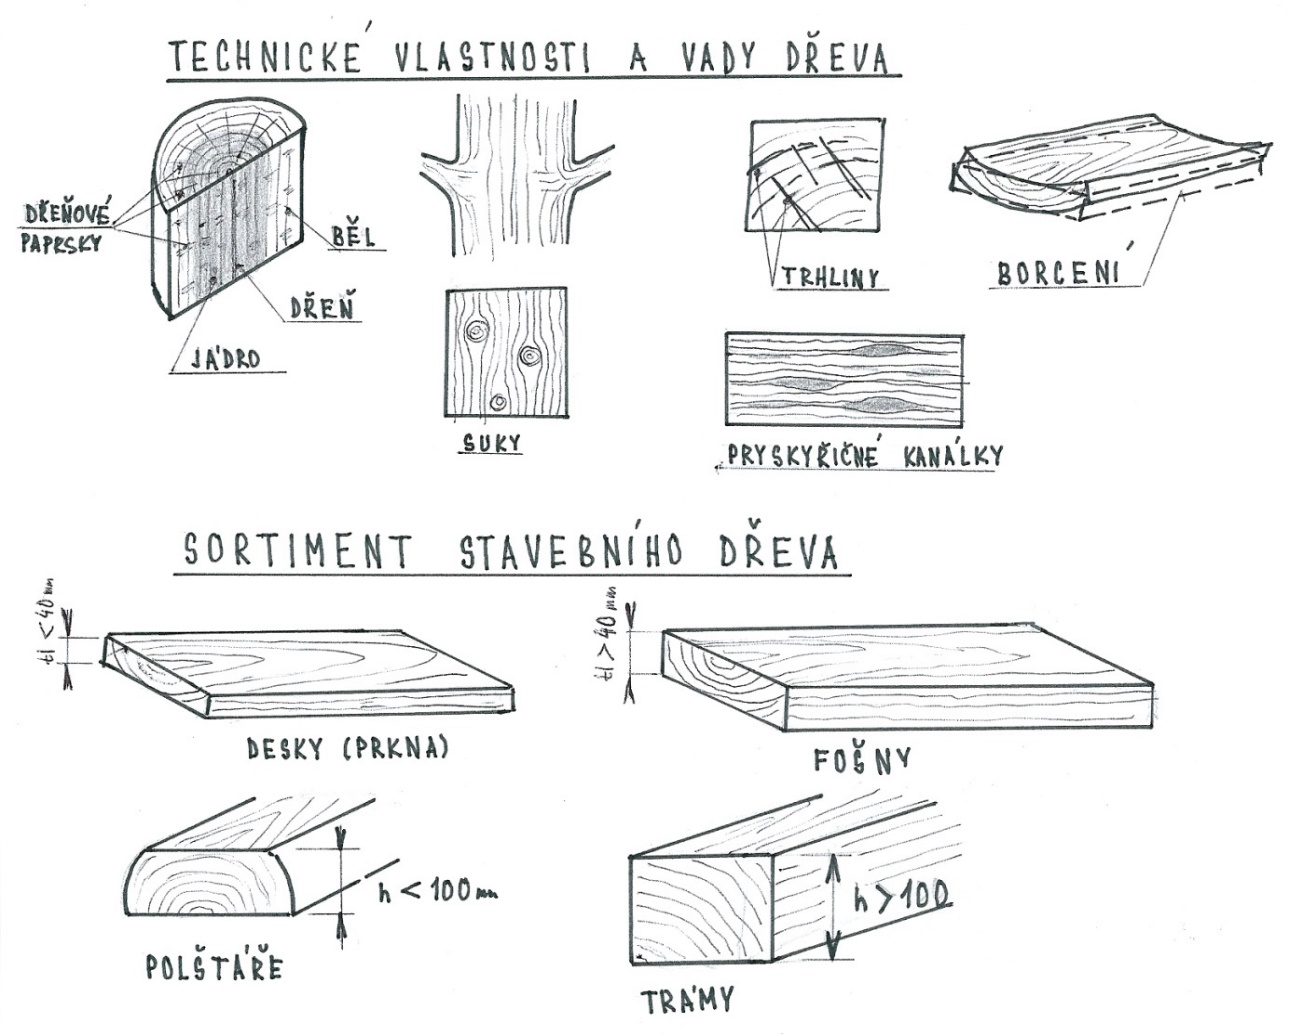 TECHNICKÉ VLASTNOSTI A VADY DŘEVA
DŘEŇOVÉ
PAPRSKY
BĚL
DŘEŇ
JÁDRO
SUKY
TRHLINY
BORCENÍ
PRYSKYŘIČNÉ KANÁLKY
SORTIMENT STAVEBNÍHO DŘEVA
tl < 40 mm
DESKY (PRKNA)
tl > 40 mm
FOŠNY
h < 100 mm
POLŠTÁŘE
h > 100
TRÁMY